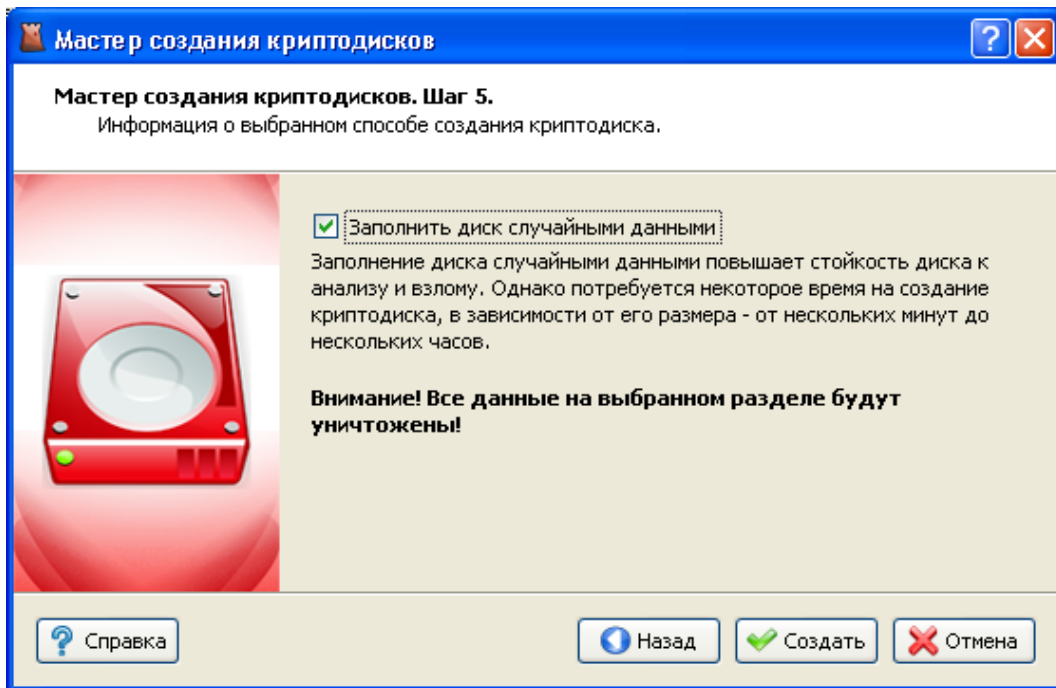 Мастер создания криптодисков
Мастер создания криптодисков. Шаг 5.
Информация о выбранном способе создания криптодиска.
Заполнить диск случайными данными
Заполнение диска случайными данными повышает стойкость диска к
анализу и взлому. Однако потребуется некоторое время на создание
криптодиска, в зависимости от его размера - от нескольких минут до
нескольких часов.
Внимание! Все данные на выбранном разделе будут
уничтожены!
Справка
Назад
Создать
Отмена